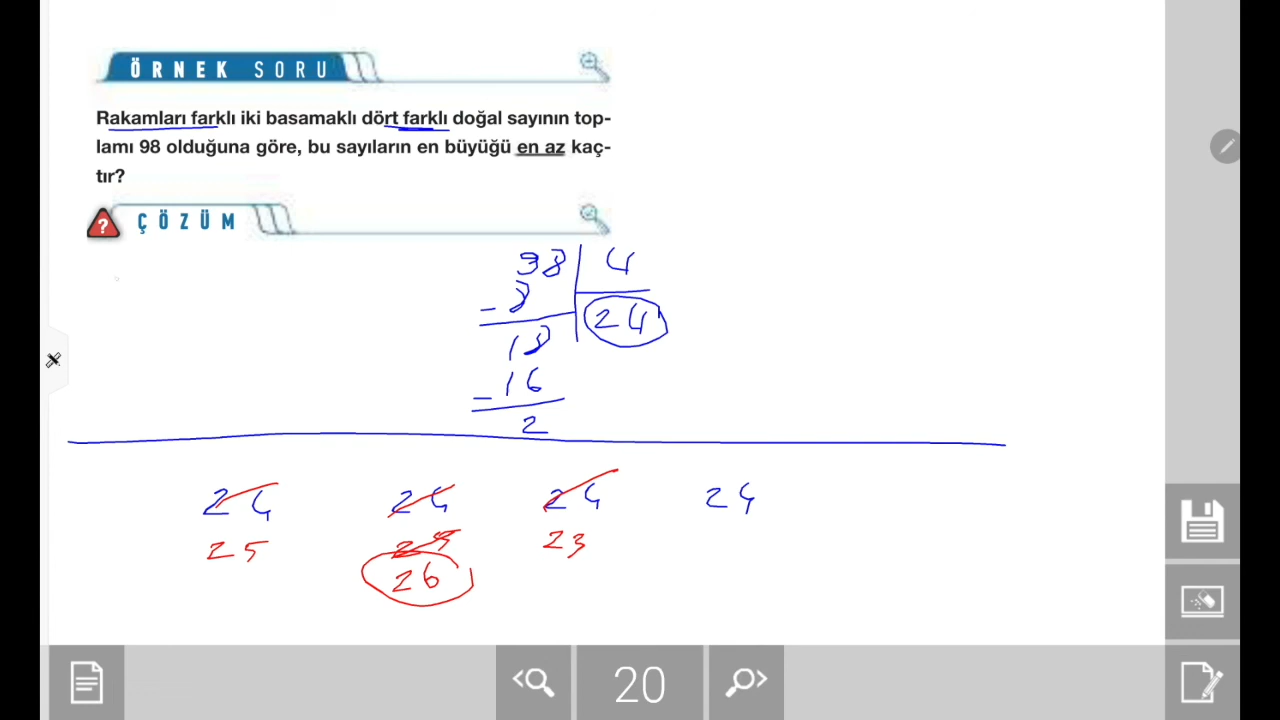 ÖRNEK SORU
Rakamları farklı iki basamaklı dört farklı doğal sayının top-
lamı 98 olduğuna göre, bu sayıların en büyüğü en az kaç-
tır?
? ÇÖZÜM
98 4
- 8 24
18
- 16
2
24 24 24 24
25 25 23
26
20